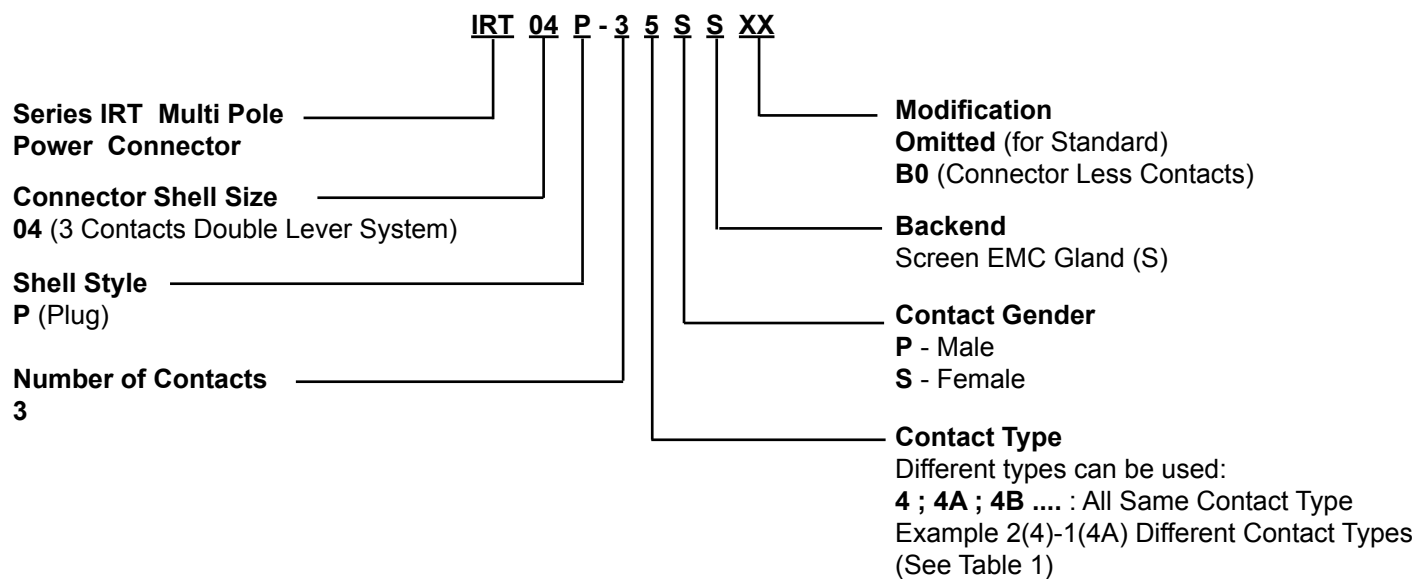 IRT 04 P - 3 5 S S XX
Series IRT Multi Pole
Power Connector
Connector Shell Size
04 (3 Contacts Double Lever System)
Shell Style
P (Plug)
Number of Contacts
3
Modification
Omitted (for Standard)
B0 (Connector Less Contacts)
Backend
Screen EMC Gland (S)
Contact Gender
P - Male
S - Female
Contact Type
Different types can be used:
4 ; 4A ; 4B .... : All Same Contact Type
Example 2(4)-1(4A) Different Contact Types
(See Table 1)